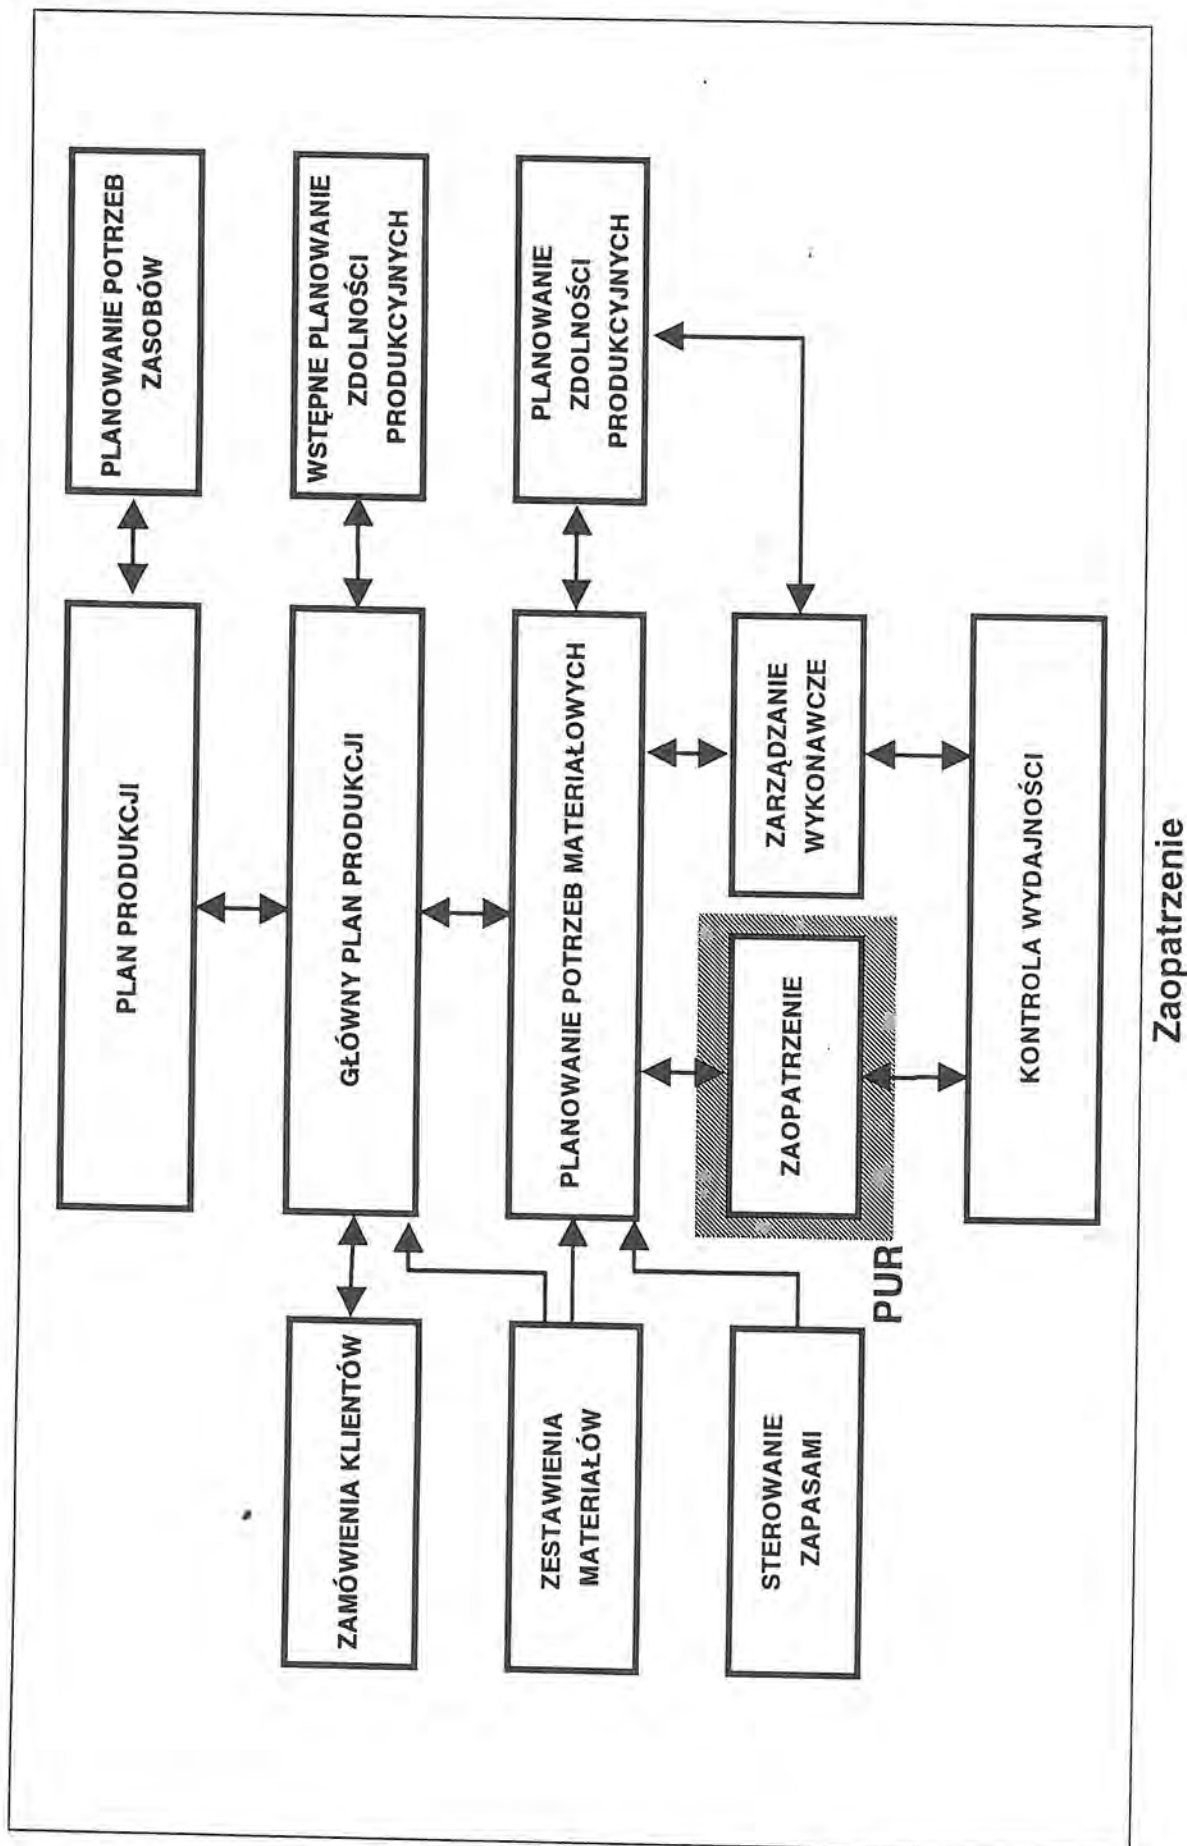 PLAN PRODUKCJI
PLANOWANIE POTRZEB
ZASOBÓW
ZAMÓWIENIA KLIENTÓW
GŁÓWNY PLAN PRODUKCJI
WSTĘPNE PLANOWANIE
ZDOLNOŚCI
PRODUKCYJNYCH
ZESTAWIENIA
MATERIAŁÓW
PLANOWANIE POTRZEB MATERIAŁOWYCH
PLANOWANIE
ZDOLNOŚCI
PRODUKCYJNYCH
STEROWANIE
ZAPASAMI
ZAOPATRZENIE
ZARZĄDZANIE
WYKONAWCZE
PUR
KONTROLA WYDAJNOŚCI
Zaopatrzenie